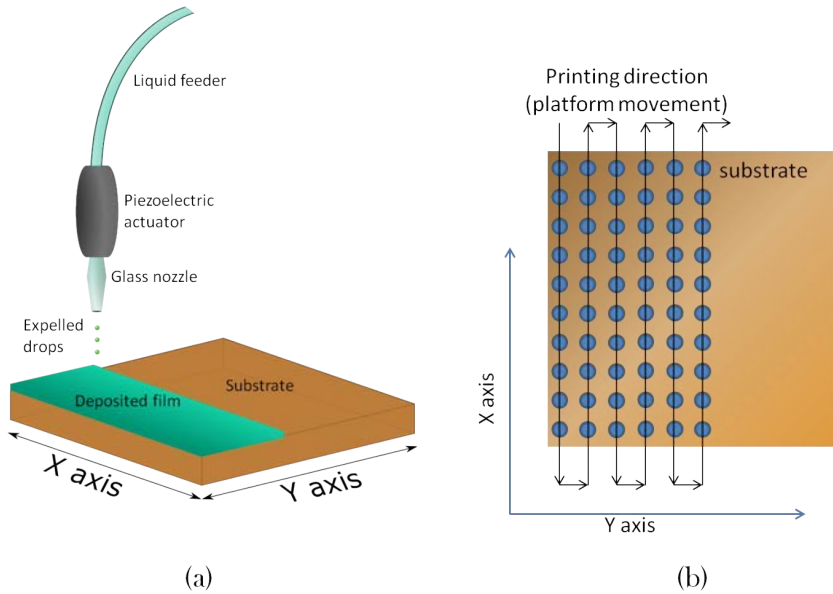 Liquid feeder
Piezoelectric
actuator
Glass nozzle
Expelled
drops
Substrate
Deposited film
X axis
Y axis
(a)
Printing direction
(platform movement)
substrate
X axis
Y axis
(b)